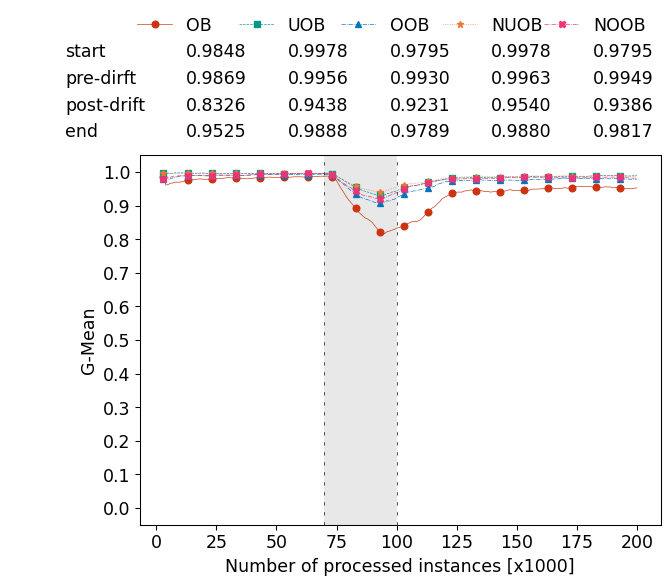 OB UOB OOB NUOB NOOB
start 0.9848 0.9978 0.9795 0.9978 0.9795
pre-dirft 0.9869 0.9956 0.9930 0.9963 0.9949
post-drift 0.8326 0.9438 0.9231 0.9540 0.9386
end 0.9525 0.9888 0.9789 0.9880 0.9817
1.0
0.9
0.8
0.7
0.6
0.5
0.4
0.3
0.2
0.1
0.0
G-Mean
0 25 50 75 100 125 150 175 200
Number of processed instances [x1000]